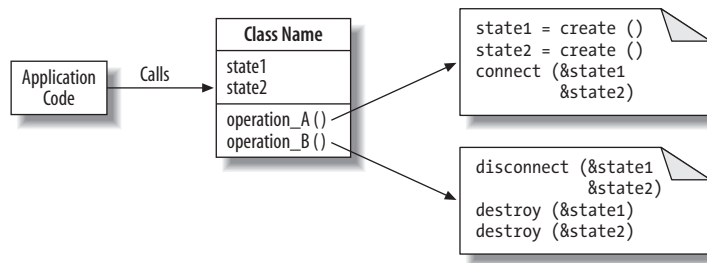 Application
Code
Calls
Class Name
state1
state2
operation_A ()
operation_B ()
state1 = create ()
state2 = create ()
connect (&state1
&state2)
disconnect (&state1
&state2)
destroy (&state1)
destroy (&state2)